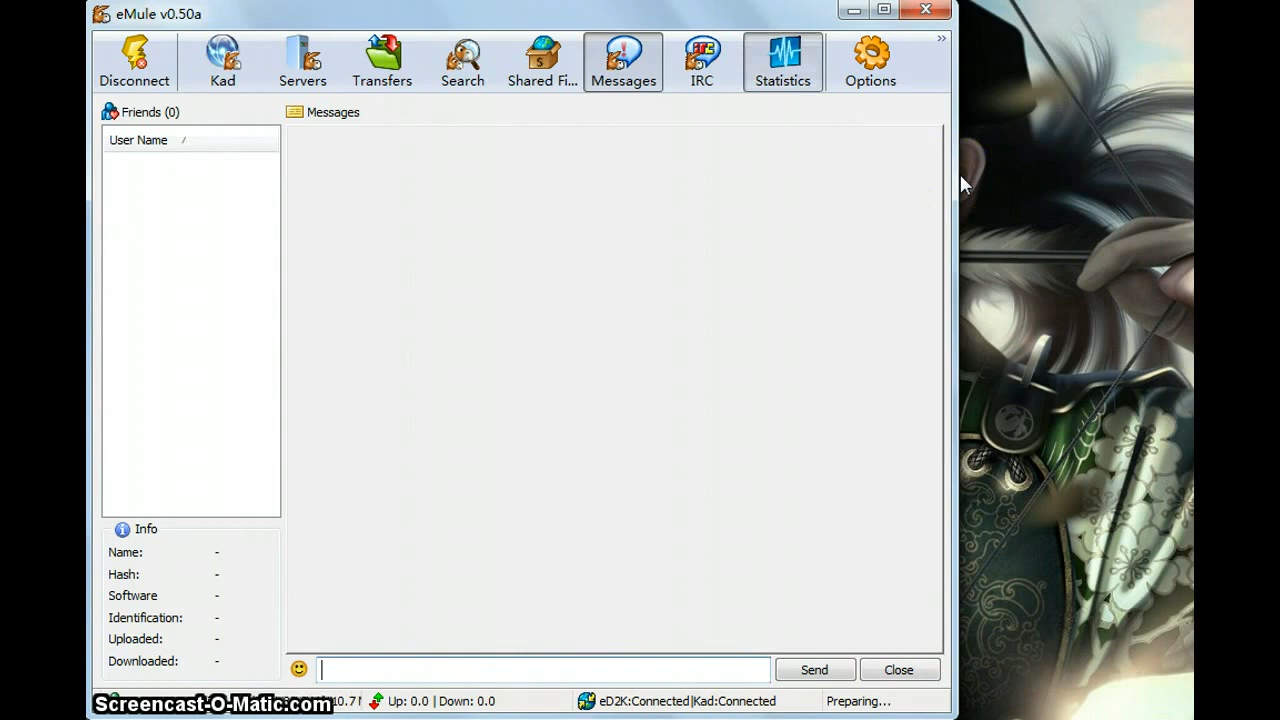 eMule v0.50a
Disconnect Kad Servers Transfers Search Shared Fi... Messages IRC Statistics Options »
Friends (0) Messages
User Name /
Info
Name: -
Hash: -
Software -
Identification: -
Uploaded: -
Downloaded: -
Send Close
Up: 0.0 | Down: 0.0 eD2K:Connected|Kad:Connected Preparing...
Screencast-O-Matic.com